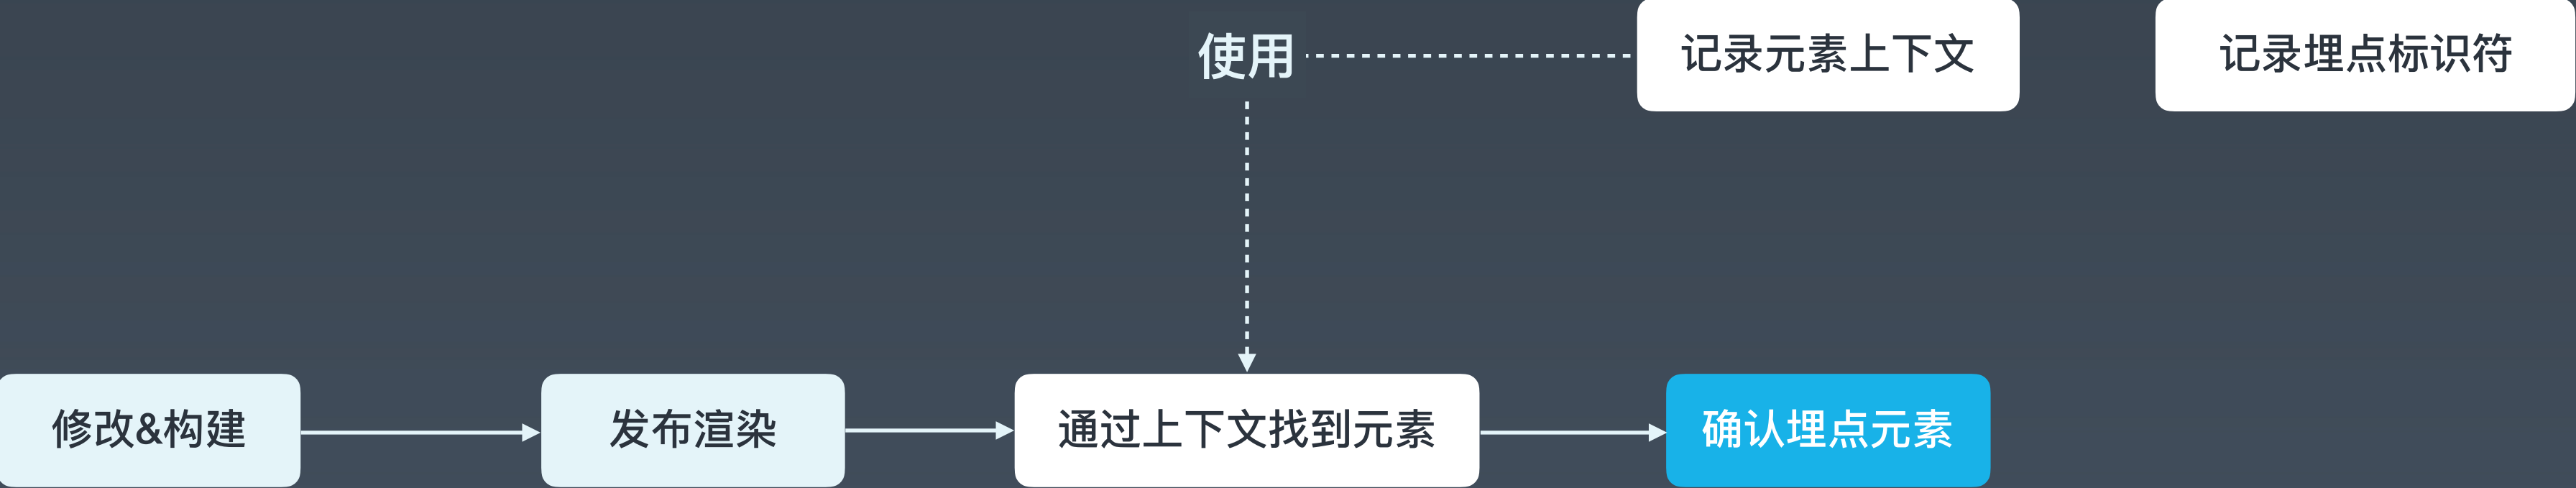 使用
记录元素上下文
记录埋点标识符
修改&构建
发布渲染
通过上下文找到元素
确认埋点元素